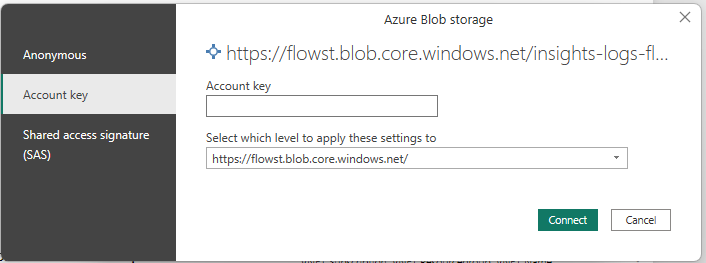 Azure Blob storage
Anonymous
Account key
Shared access signature
(SAS)
https://flowst.blob.core.windows.net/insights-logs-fl...
Account key
Select which level to apply these settings to
https://flowst.blob.core.windows.net/
Connect
Cancel